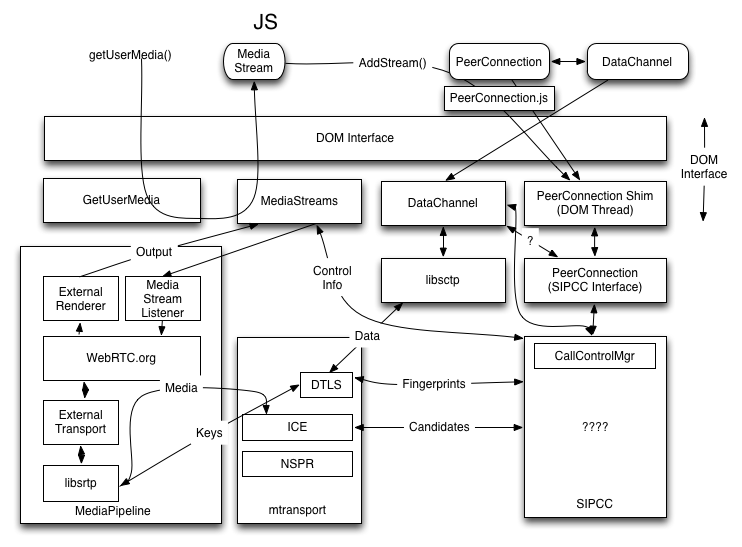 JS
getUserMedia()
Media
Stream
AddStream()
PeerConnection
DataChannel
PeerConnection.js
DOM Interface
DOM
Interface
GetUserMedia
MediaStreams
DataChannel
PeerConnection Shim
(DOM Thread)
?
Output
Control
Info
libsctp
PeerConnection
(SIPCC Interface)
External
Renderer
Media
Stream
Listener
WebRTC.org
Data
CallControlMgr
Media
DTLS
Fingerprints
External
Transport
Keys
ICE
Candidates
????
NSPR
libsrtp
MediaPipeline
mtransport
SIPCC